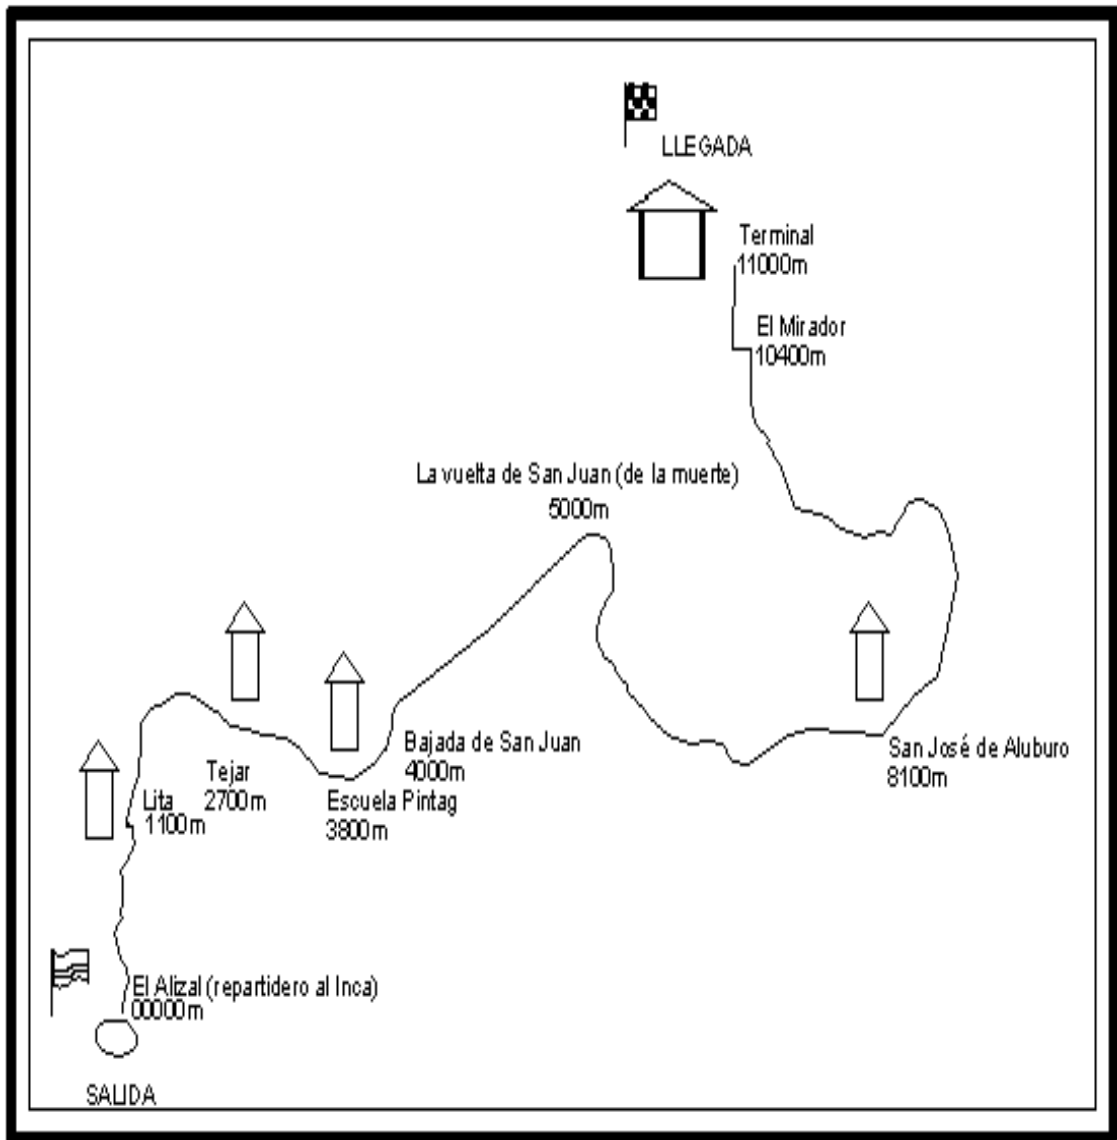 LLEGADA
Terminal
11000m
El Mirador
10400m
La vuelta de San Juan (de la muerte)
5000m
Bajada de San Juan
4000m
San José de Aluburo
8100m
Tejar
2700m
Escuela Pintag
3800m
Lita
1100m
El Alizal (repartidero al Inca)
00000m
SALIDA